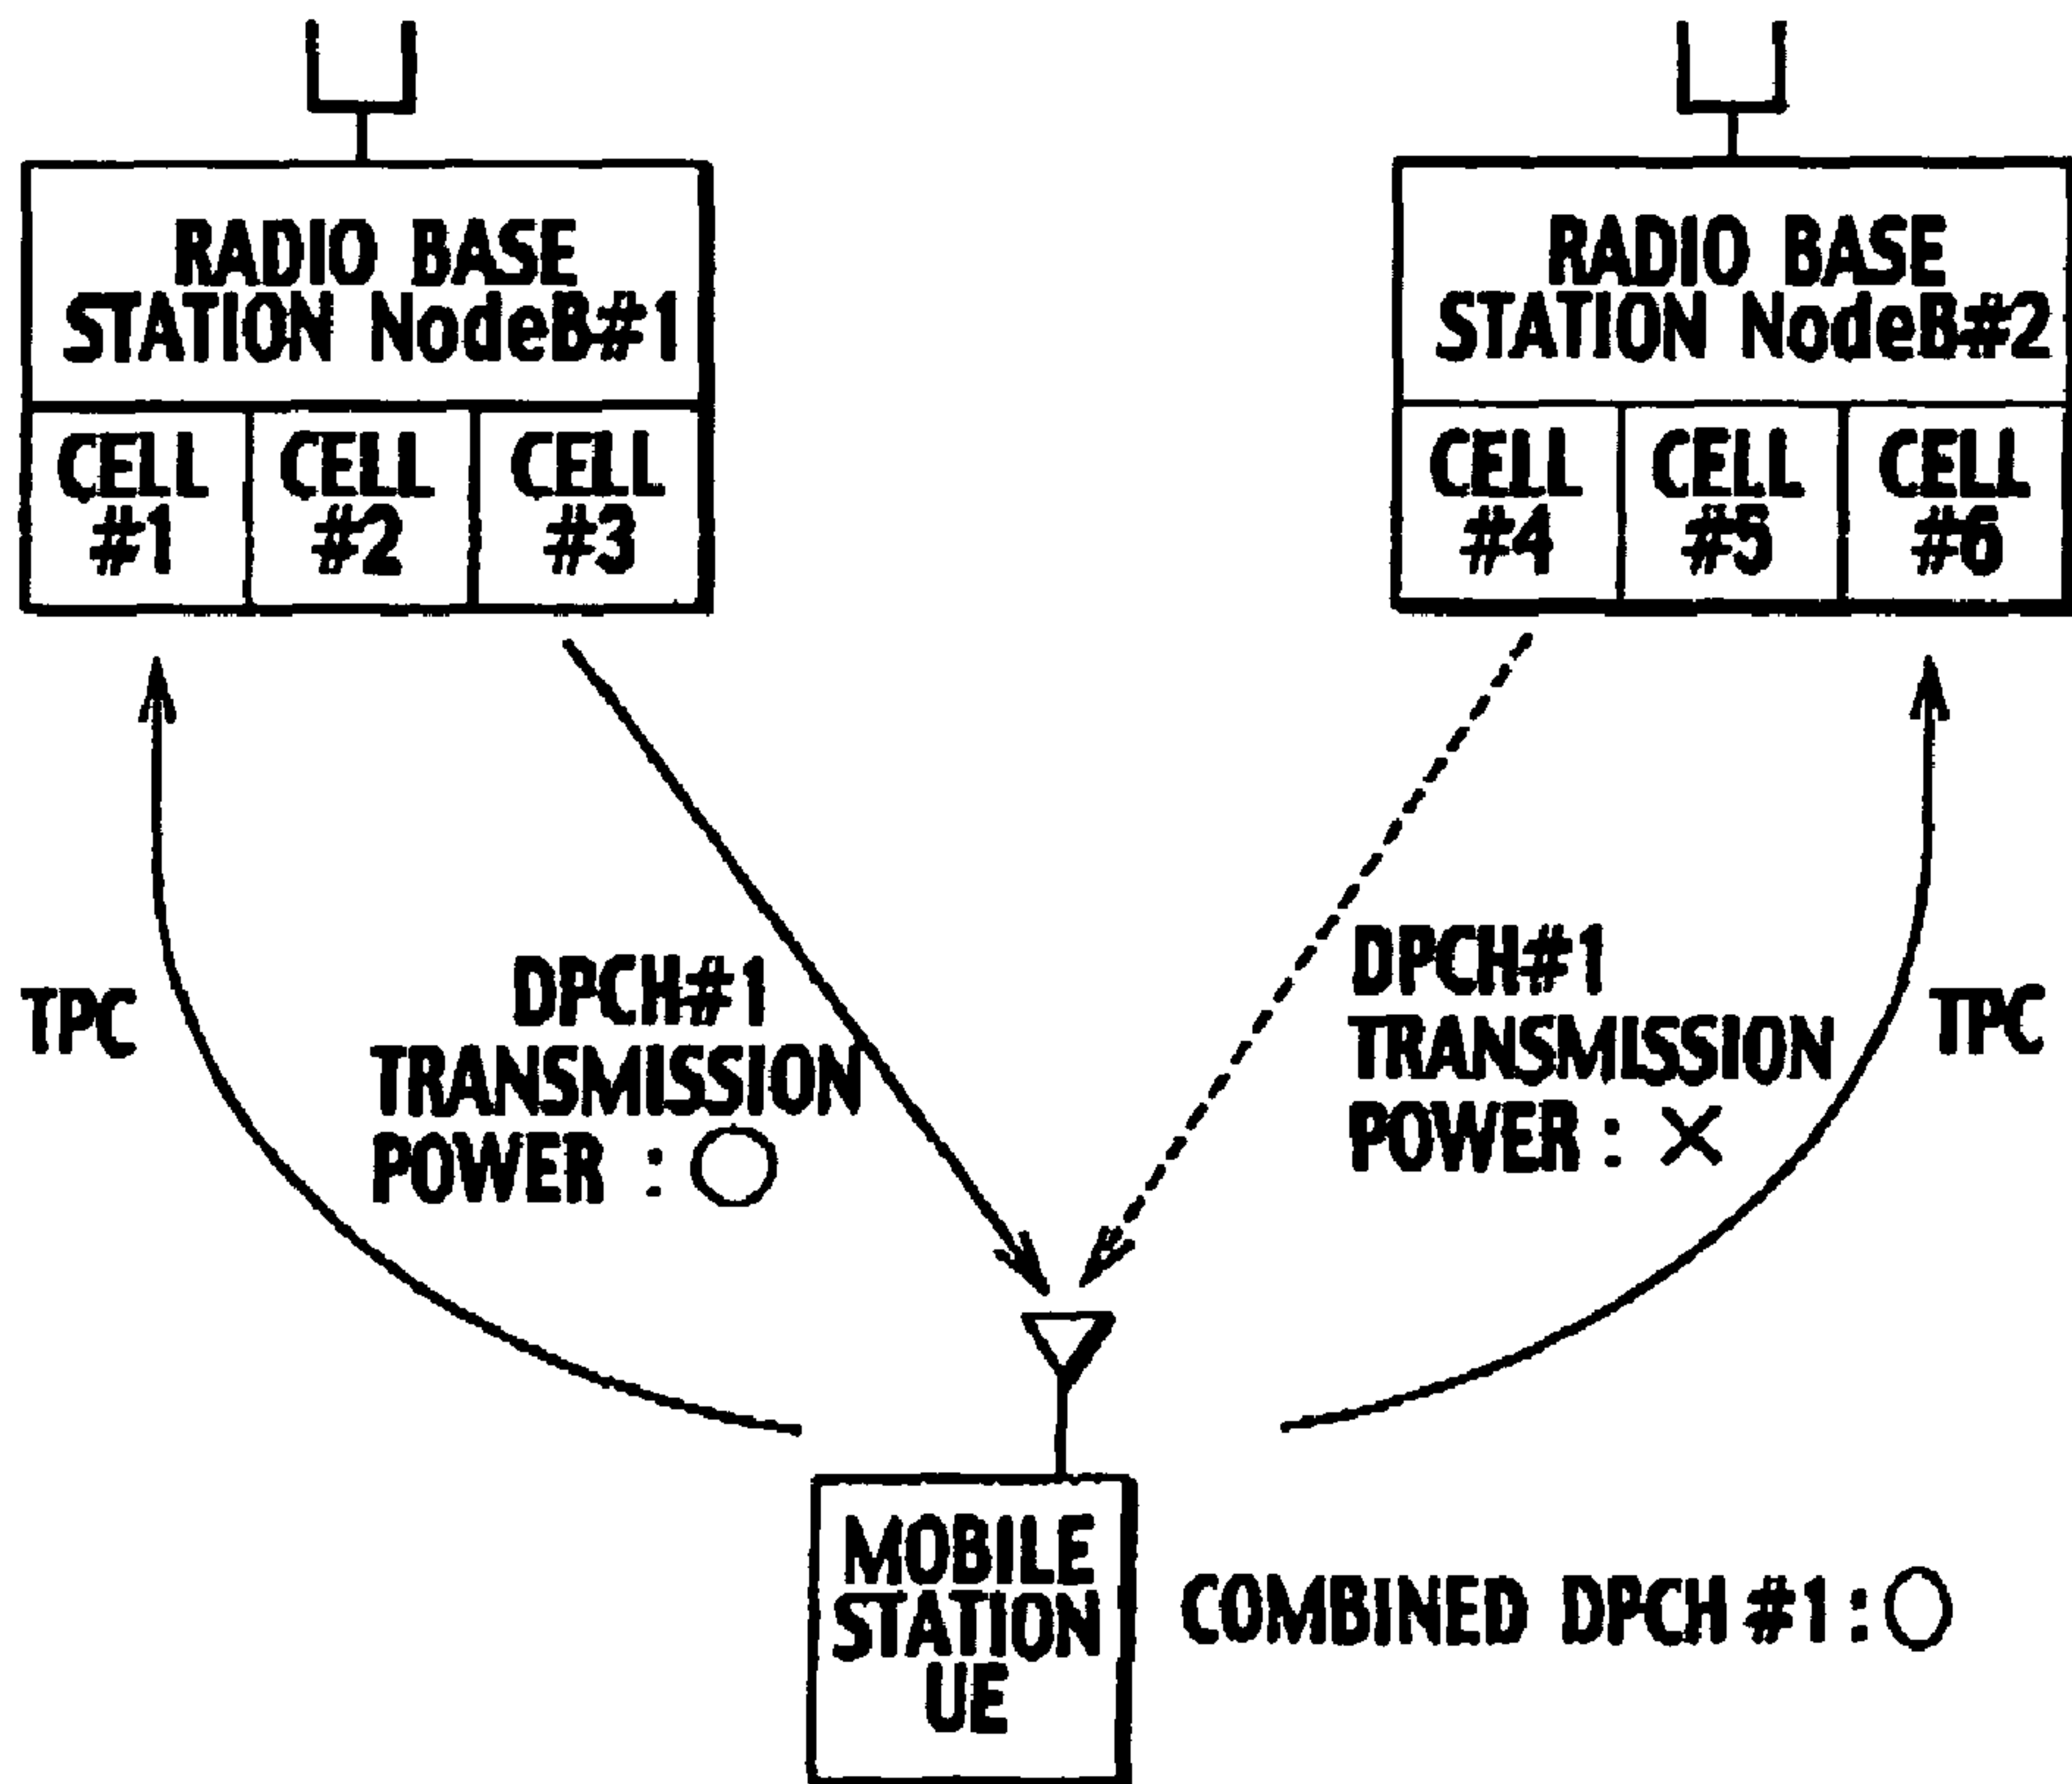 RADIO BASE
STATION NodeB#1
RADIO BASE
STATION NodeB#2
CELL
#1
CELL
#2
CELL
#3
CELL
#4
CELL
#5
CELL
#6
TPC
DPCH#1
TRANSMISSION
POWER : ○
DPCH#1
TRANSMISSION
POWER : ×
TPC
MOBILE
STATION
UE
COMBINED DPCH #1 : ○